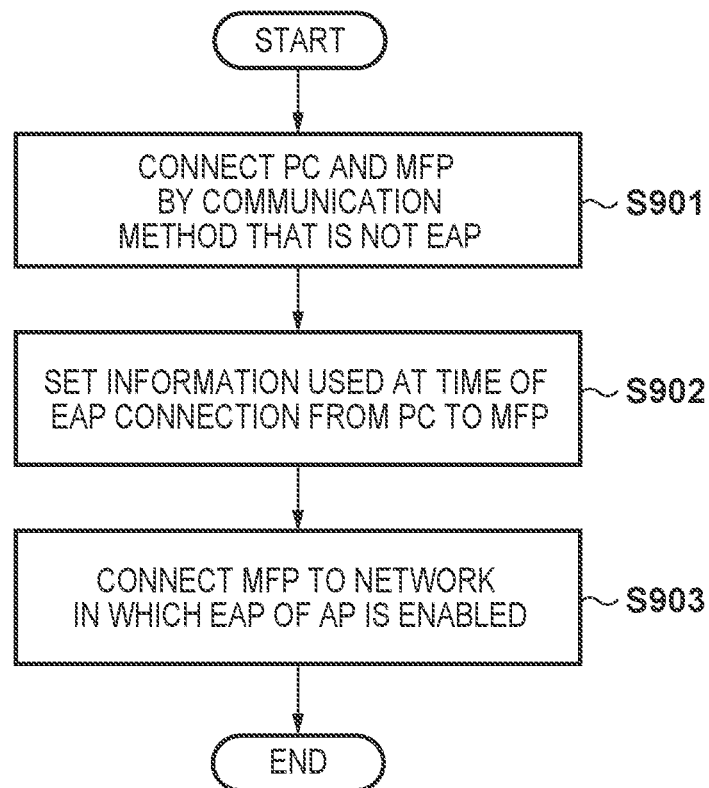 START
CONNECT PC AND MFP
BY COMMUNICATION
METHOD THAT IS NOT EAP
S901
SET INFORMATION USED AT TIME OF
EAP CONNECTION FROM PC TO MFP
S902
CONNECT MFP TO NETWORK
IN WHICH EAP OF AP IS ENABLED
S903
END